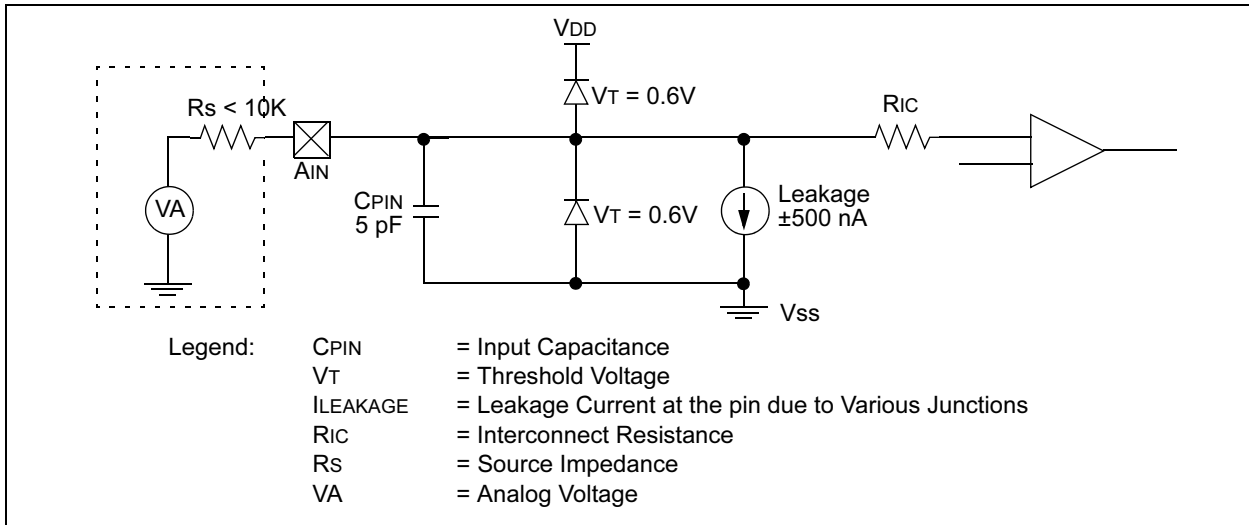 VDD
VT = 0.6V
RIC
Rs < 10K
AIN
VA
CPIN
5 pF
VT = 0.6V
Leakage
±500 nA
Vss
Legend: CPIN = Input Capacitance
VT = Threshold Voltage
ILEAKAGE = Leakage Current at the pin due to Various Junctions
RIC = Interconnect Resistance
RS = Source Impedance
VA = Analog Voltage